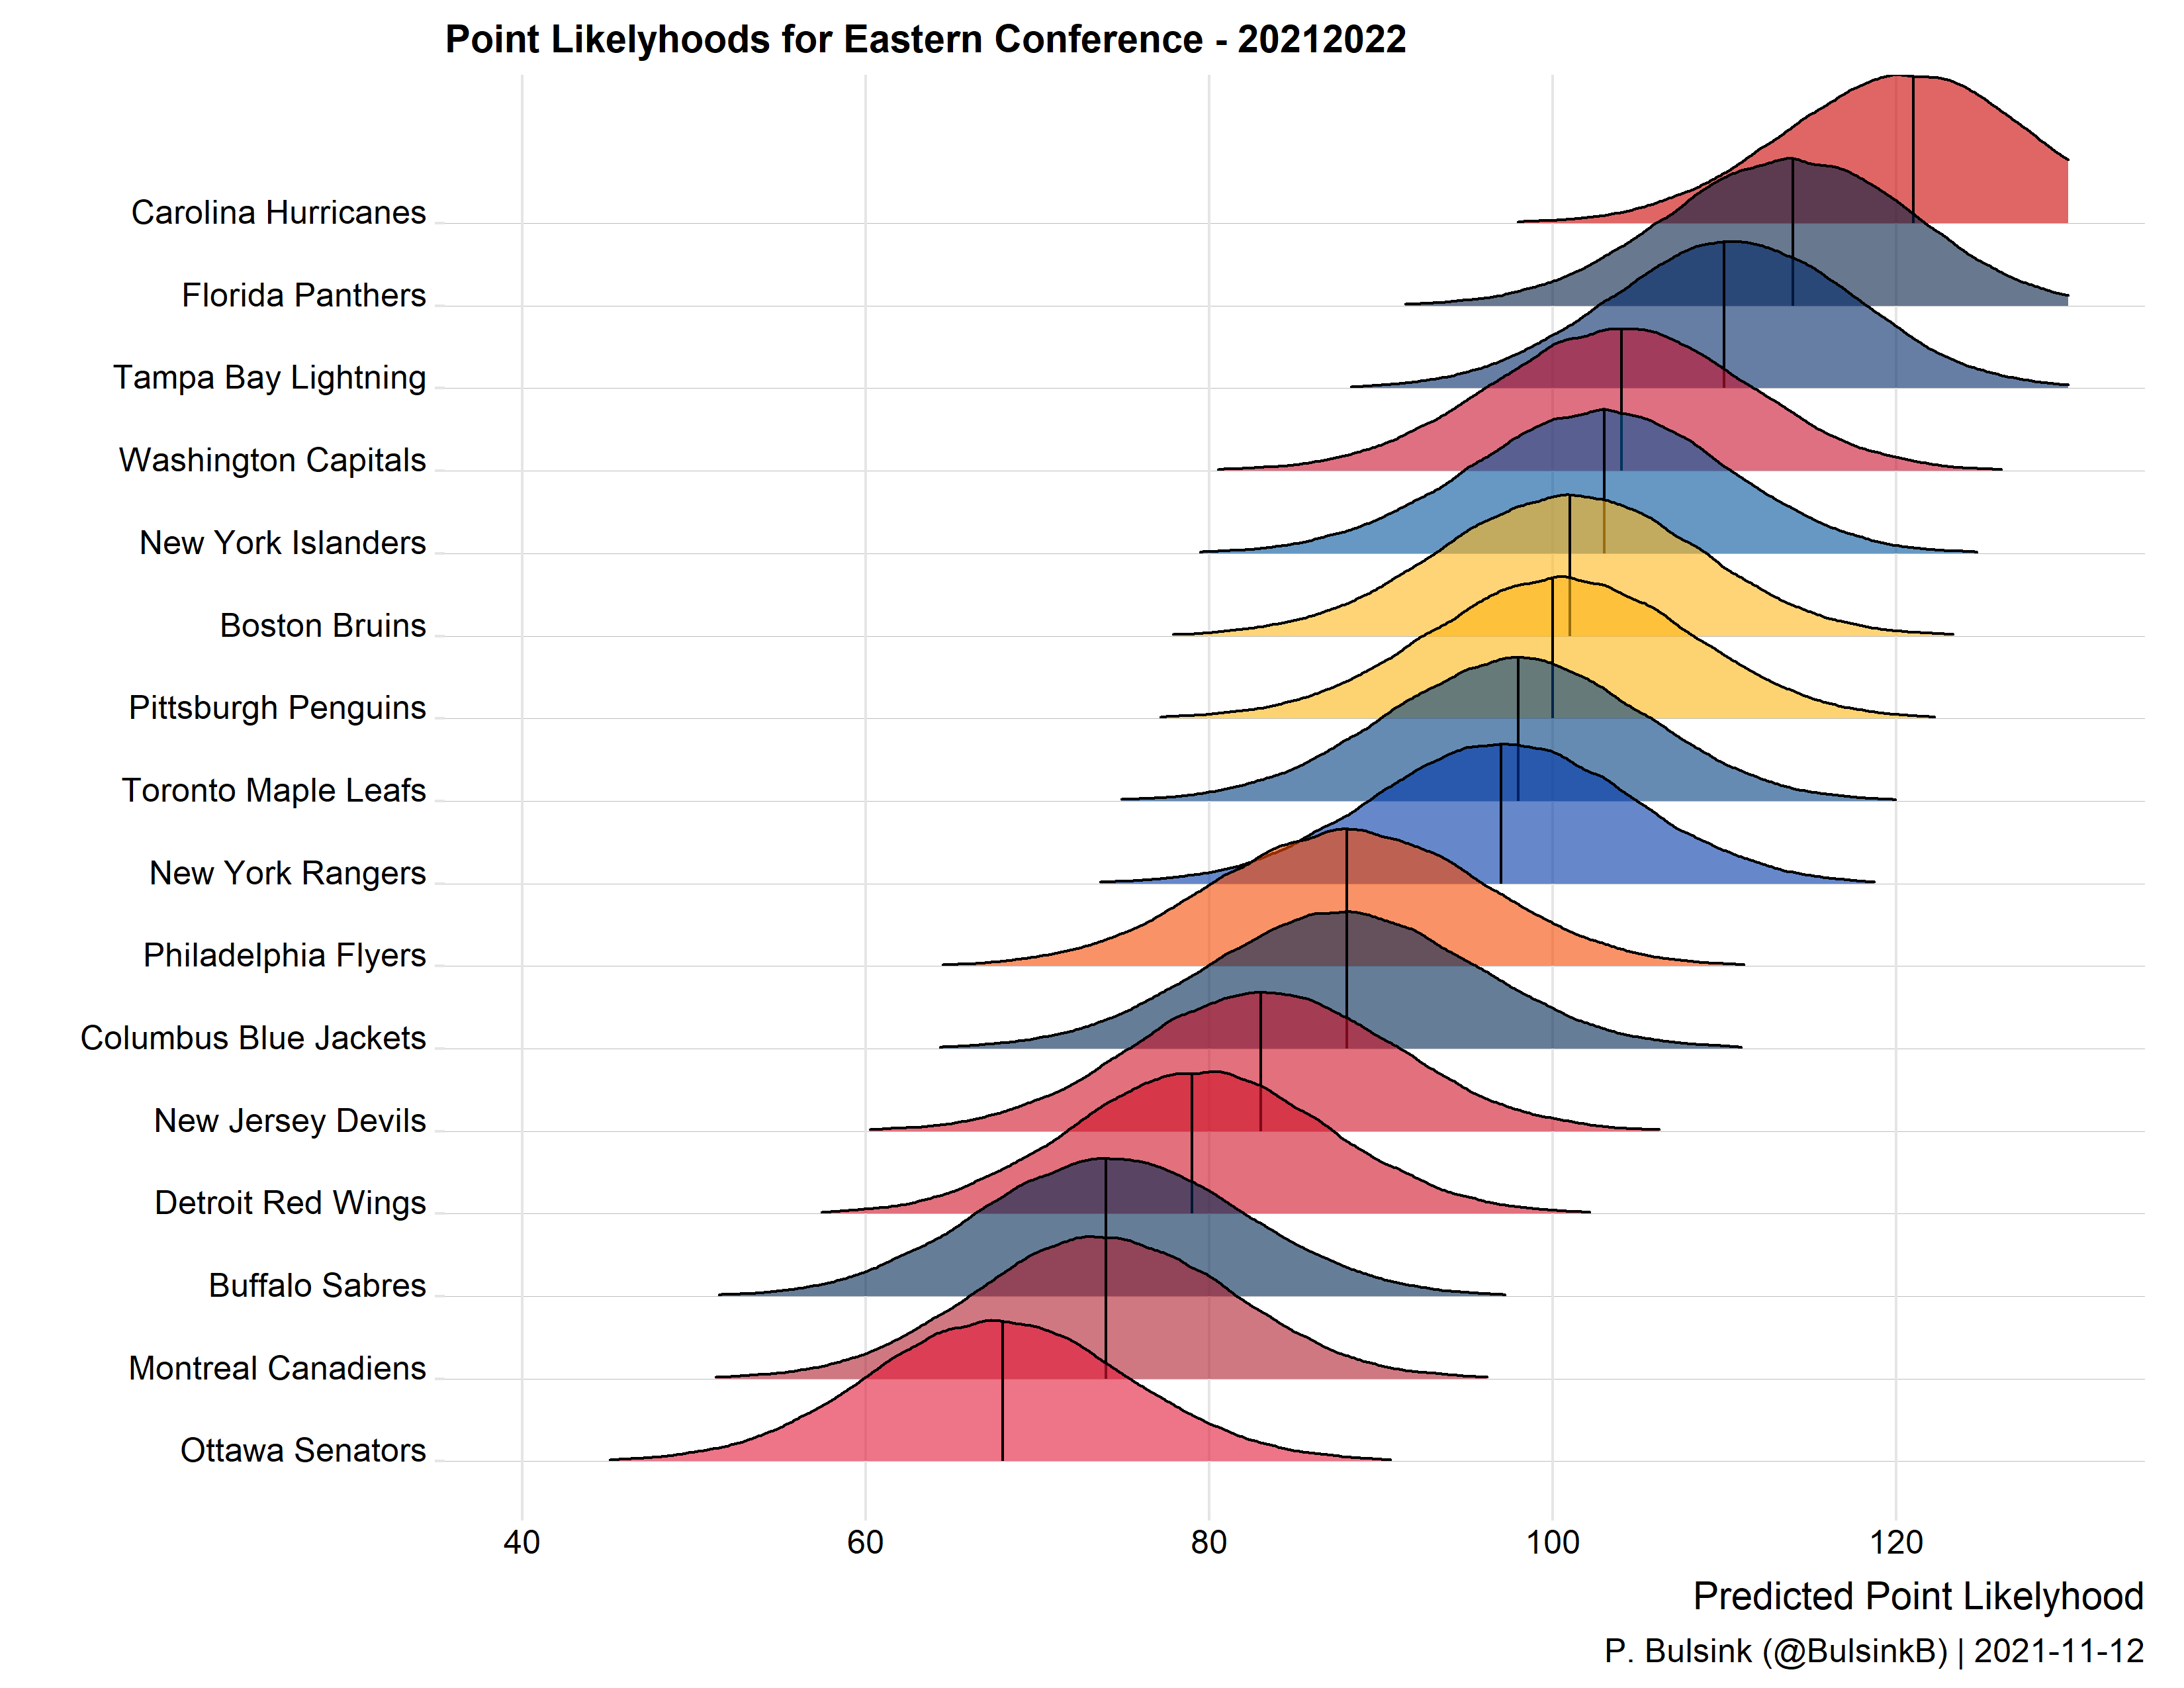 Point Likelyhoods for Eastern Conference - 20212022
Carolina Hurricanes
Florida Panthers
Tampa Bay Lightning
Washington Capitals
New York Islanders
Boston Bruins
Pittsburgh Penguins
Toronto Maple Leafs
New York Rangers
Philadelphia Flyers
Columbus Blue Jackets
New Jersey Devils
Detroit Red Wings
Buffalo Sabres
Montreal Canadiens
Ottawa Senators
40 60 80 100 120
Predicted Point Likelyhood
P. Bulsink (@BulsinkB) | 2021-11-12